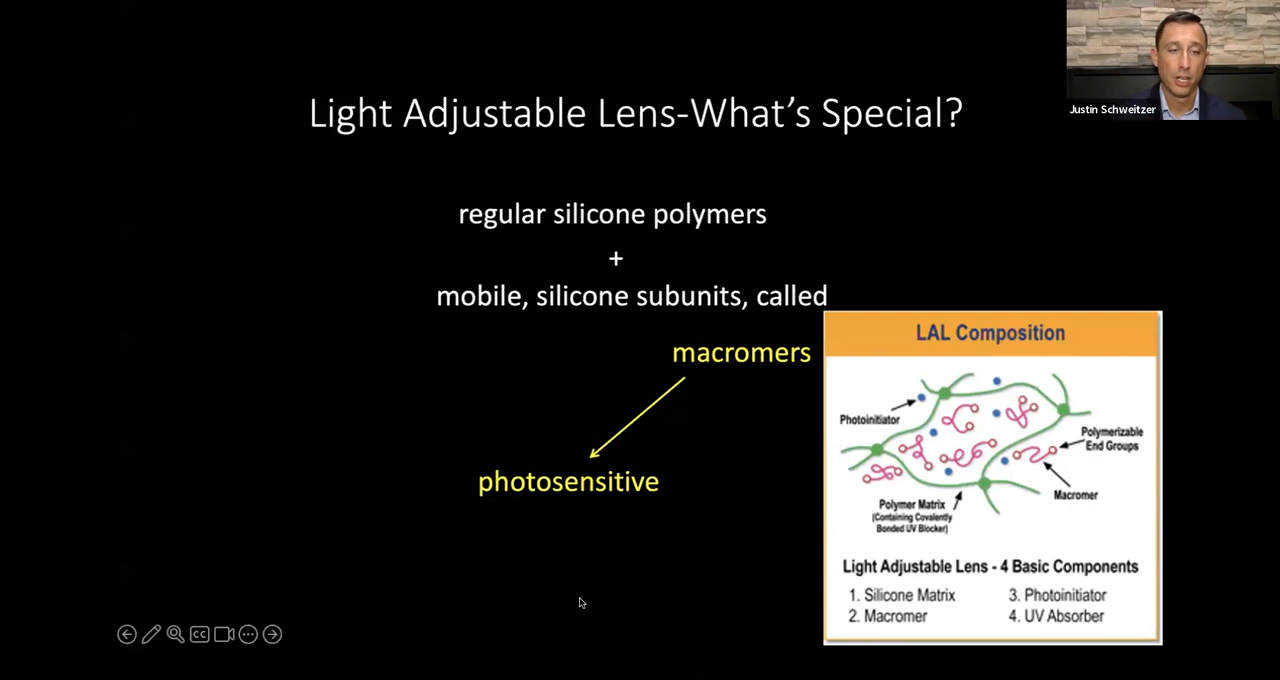 Justin Schweitzer
Light Adjustable Lens-What's Special?
regular silicone polymers
+
mobile, silicone subunits, called
macromers
photosensitive
LAL Composition
Photoinitiator
Polymerizable
End Groups
Macromer
Polymer Matrix
(Containing Covalently
Bonded UV Blocker)
Light Adjustable Lens - 4 Basic Components
1. Silicone Matrix
2. Macromer
3. Photoinitiator
4. UV Absorber
CC